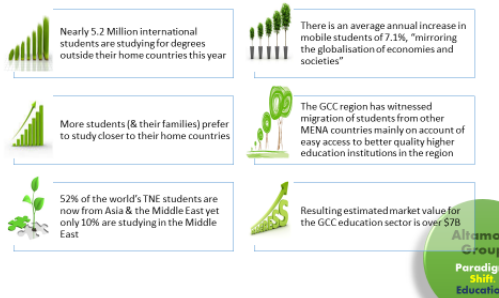 Nearly 5.2 Million international
students are studying for degrees
outside their home countries this year
There is an average annual increase in
mobile students of 7.1%, "mirroring
the globalisation of economies and
societies"
More students (& their families) prefer
to study closer to their home countries
The GCC region has witnessed
migration of students from other
MENA countries mainly on account of
easy access to better quality higher
education institutions in the region
52% of the world's TNE students are
now from Asia & the Middle East yet
only 10% are studying in the Middle
East
Resulting estimated market value for
the GCC education sector is over $7B
Altamo
Group
Paradig
Shift.
Educatio